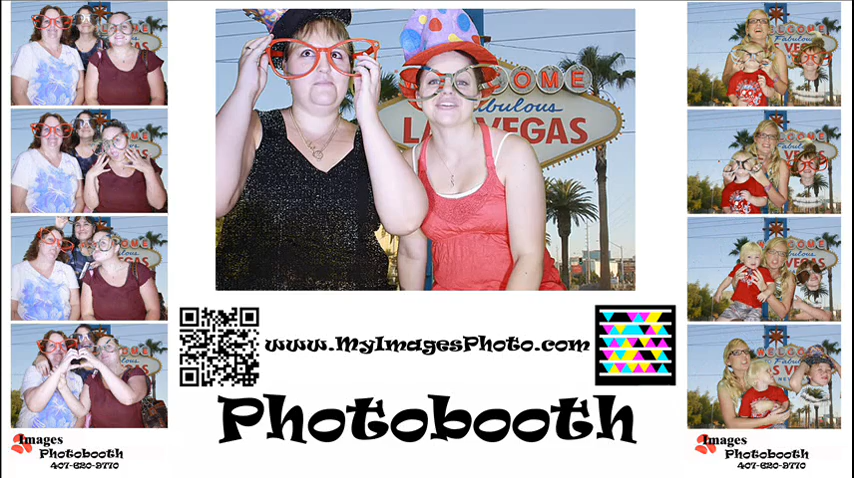 WELCOME
Fabulous
LAS VEGAS
www.MyImagesPhoto.com
Photobooth
Images
Photobooth
407-620-9770
Images
Photobooth
407-620-9770